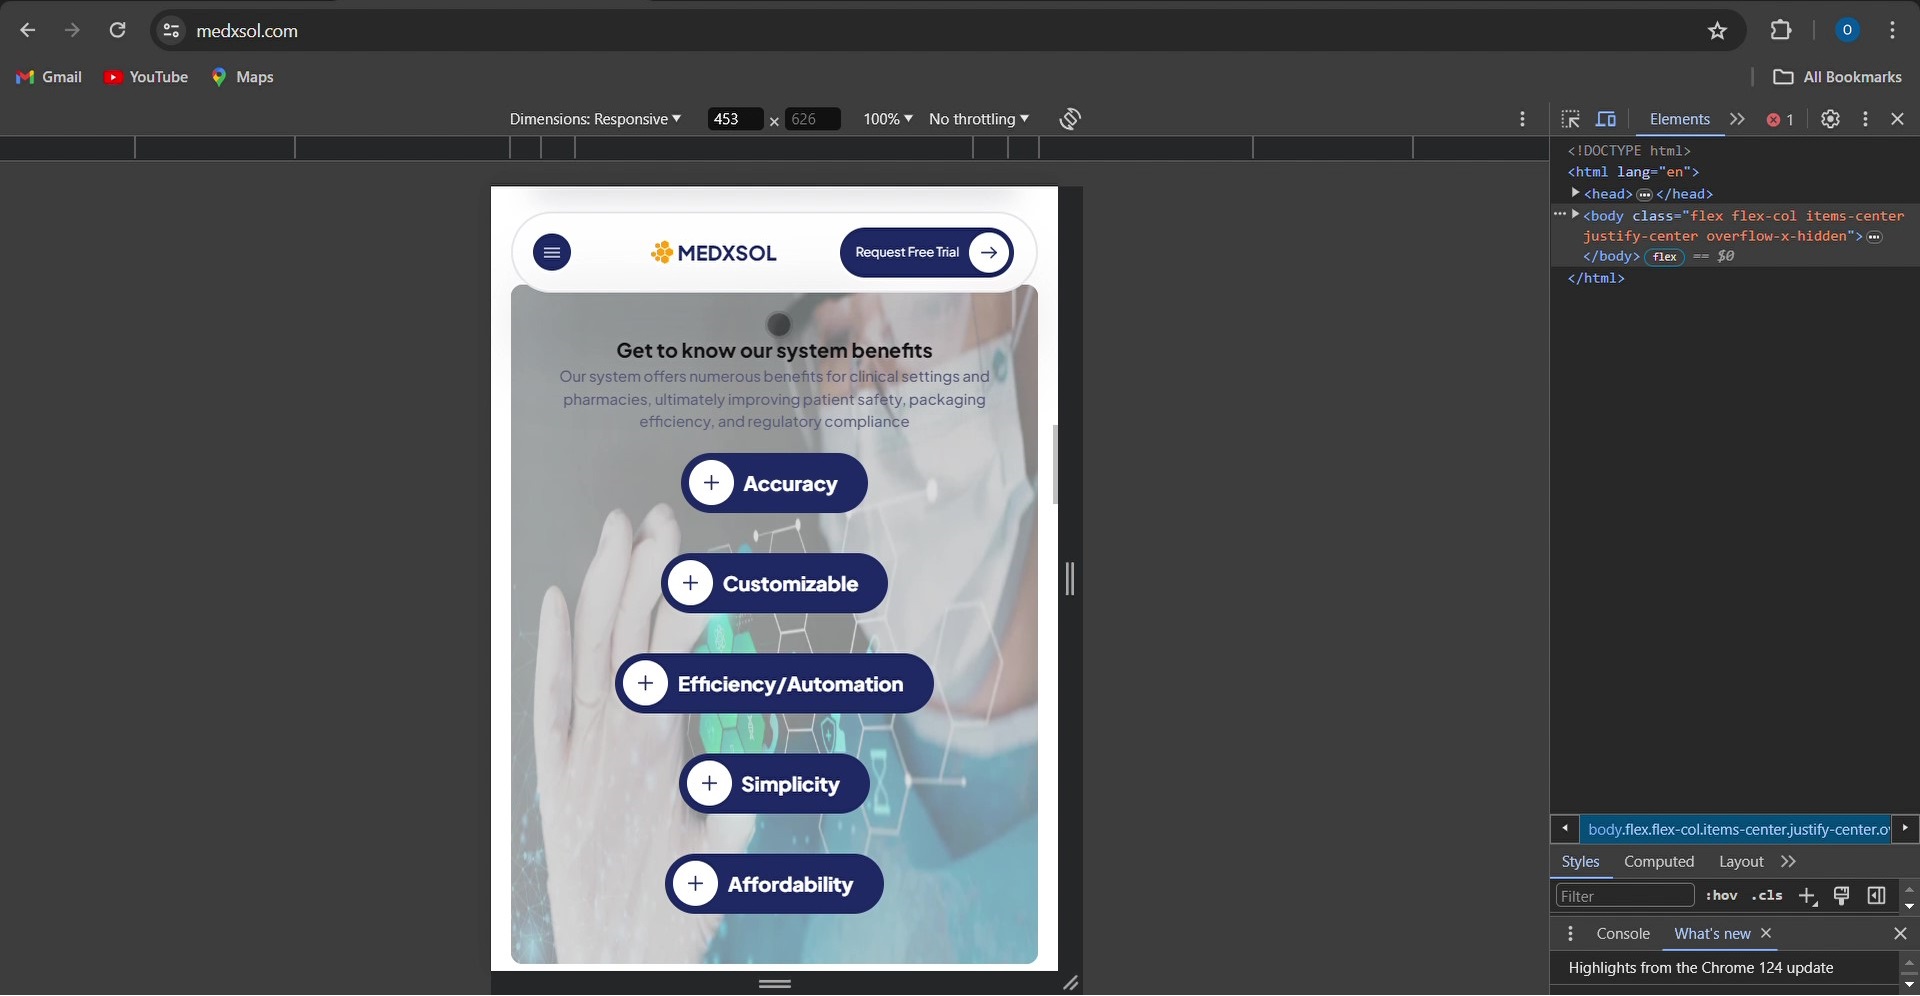 medxsol.com
O
Gmail
YouTube
Maps
All Bookmarks
Dimensions: Responsive
453 × 626
100%
No throttling
Elements
1
<!DOCTYPE html>
<html lang="en">
<head> </head>
<body class="flex flex-col items-center
justify-center overflow-x-hidden">
</body> flex == $0
</html>
MEDXSOL
Request Free Trial
Get to know our system benefits
Our system offers numerous benefits for clinical settings and
pharmacies, ultimately improving patient safety, packaging
efficiency, and regulatory compliance
Accuracy
Customizable
Efficiency/Automation
Simplicity
Affordability
body.flex.flex-col.items-center.justify-center.o
Styles
Computed
Layout
Filter
:hov
.cls
Console
What's new
Highlights from the Chrome 124 update